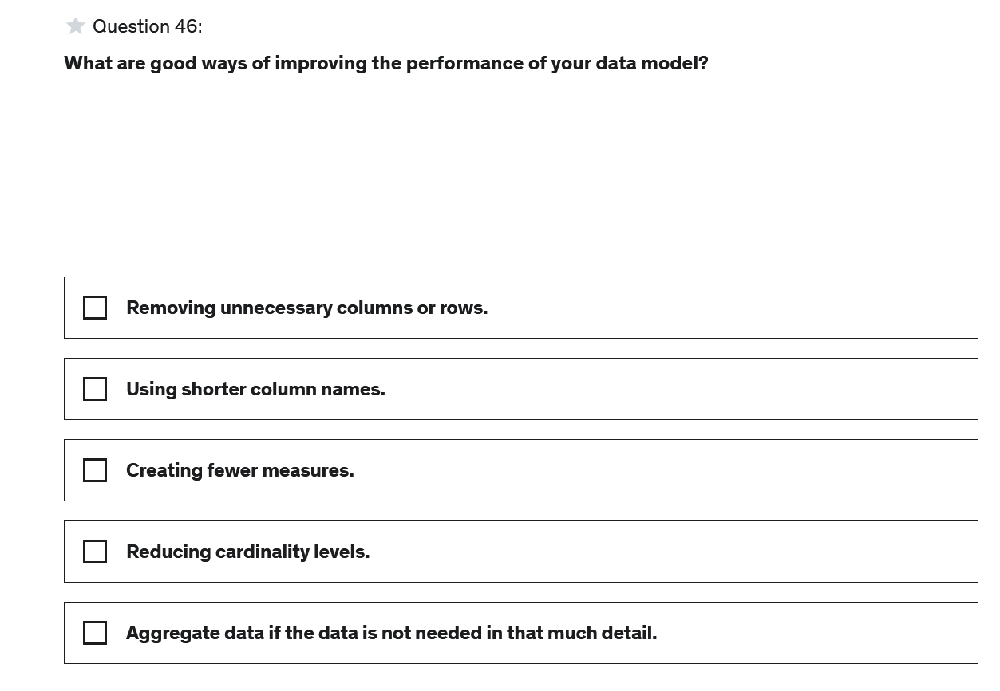 Question 46:
What are good ways of improving the performance of your data model?
Removing unnecessary columns or rows.
Using shorter column names.
Creating fewer measures.
Reducing cardinality levels.
Aggregate data if the data is not needed in that much detail.